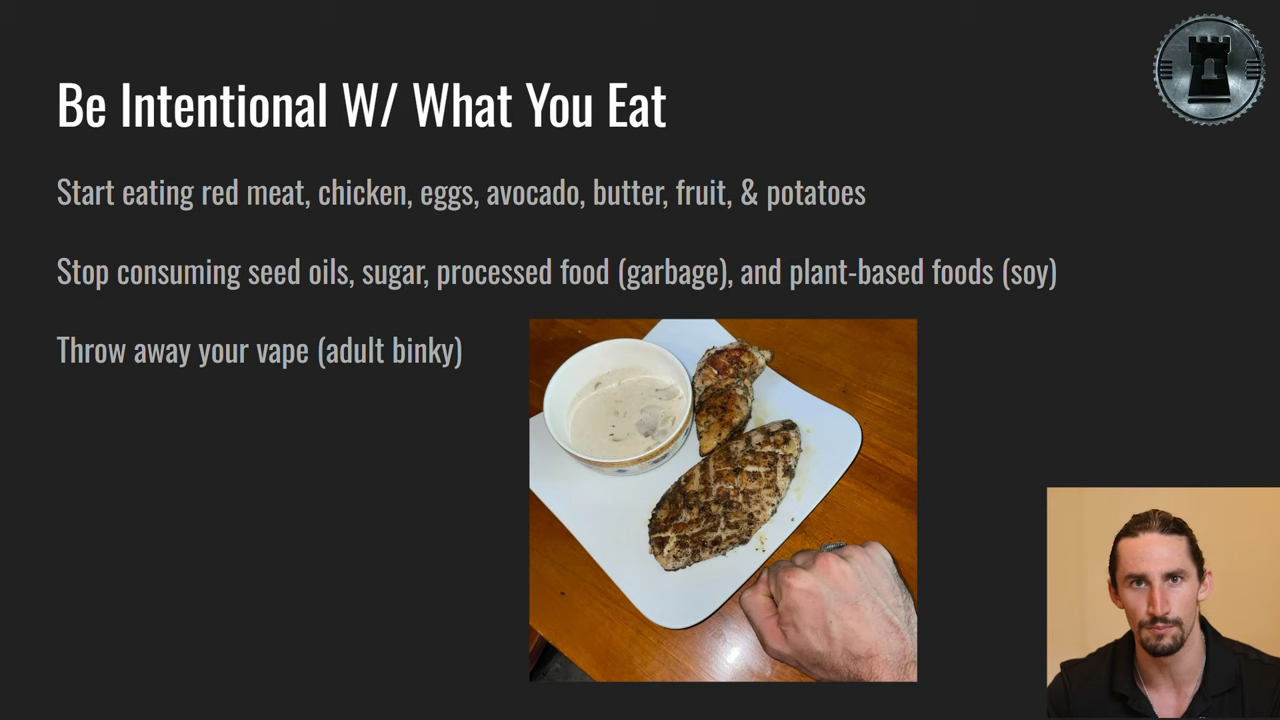 Be Intentional W/ What You Eat
Start eating red meat, chicken, eggs, avocado, butter, fruit, & potatoes
Stop consuming seed oils, sugar, processed food (garbage), and plant-based foods (soy)
Throw away your vape (adult binky)